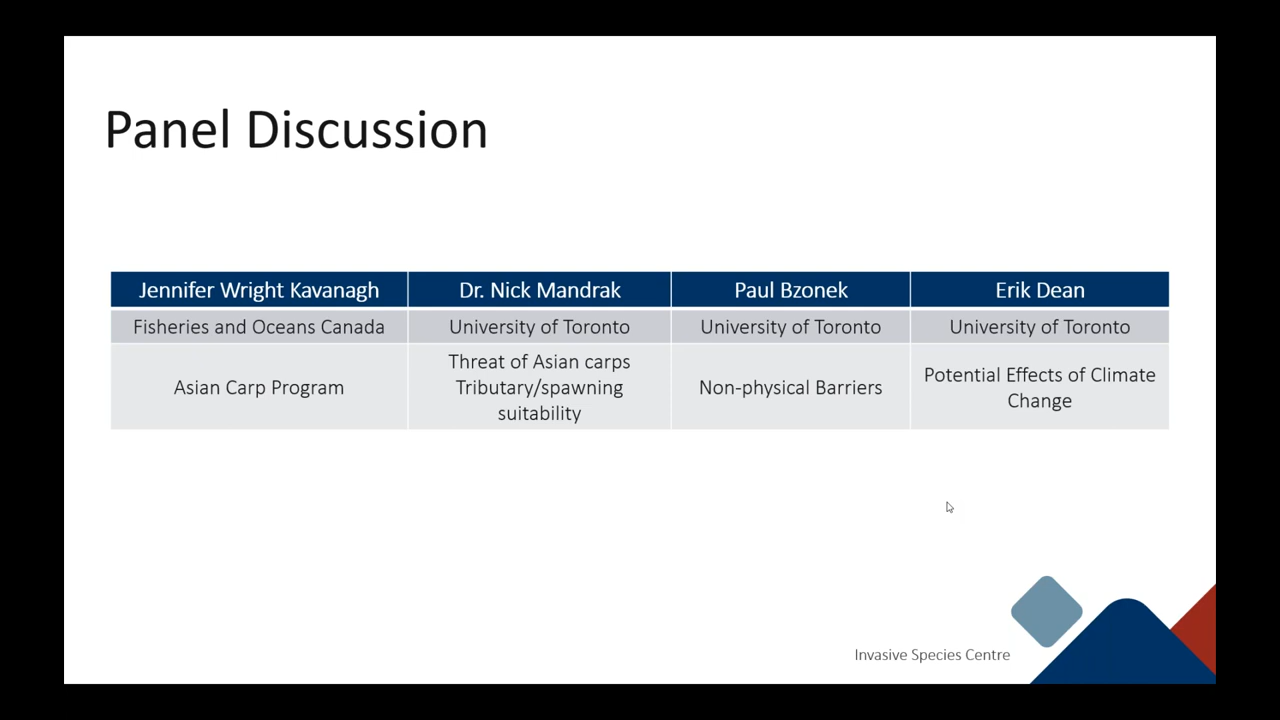 Panel Discussion
Jennifer Wright Kavanagh
Dr. Nick Mandrak
Paul Bzonek
Erik Dean
Fisheries and Oceans Canada
University of Toronto
University of Toronto
University of Toronto
Asian Carp Program
Threat of Asian carps
Tributary/spawning
suitability
Non-physical Barriers
Potential Effects of Climate
Change
Invasive Species Centre